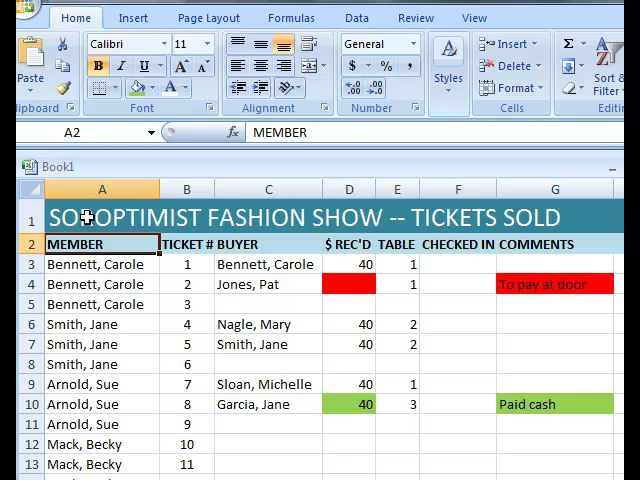 Home Insert Page Layout Formulas Data Review View
Calibri 11 General
Paste B I U A A $ % , Styles Insert Delete Format Σ Sort &
Clipboard Font Alignment Number Cells Editi
A2 fx MEMBER
Book1
A B C D E F G
1 SOROPTIMIST FASHION SHOW -- TICKETS SOLD
2 MEMBER TICKET # BUYER $ REC'D TABLE CHECKED IN COMMENTS
3 Bennett, Carole 1 Bennett, Carole 40 1
4 Bennett, Carole 2 Jones, Pat 1 To pay at door
5 Bennett, Carole 3
6 Smith, Jane 4 Nagle, Mary 40 2
7 Smith, Jane 5 Smith, Jane 40 2
8 Smith, Jane 6
9 Arnold, Sue 7 Sloan, Michelle 40 1
10 Arnold, Sue 8 Garcia, Jane 40 3 Paid cash
11 Arnold, Sue 9
12 Mack, Becky 10
13 Mack, Becky 11